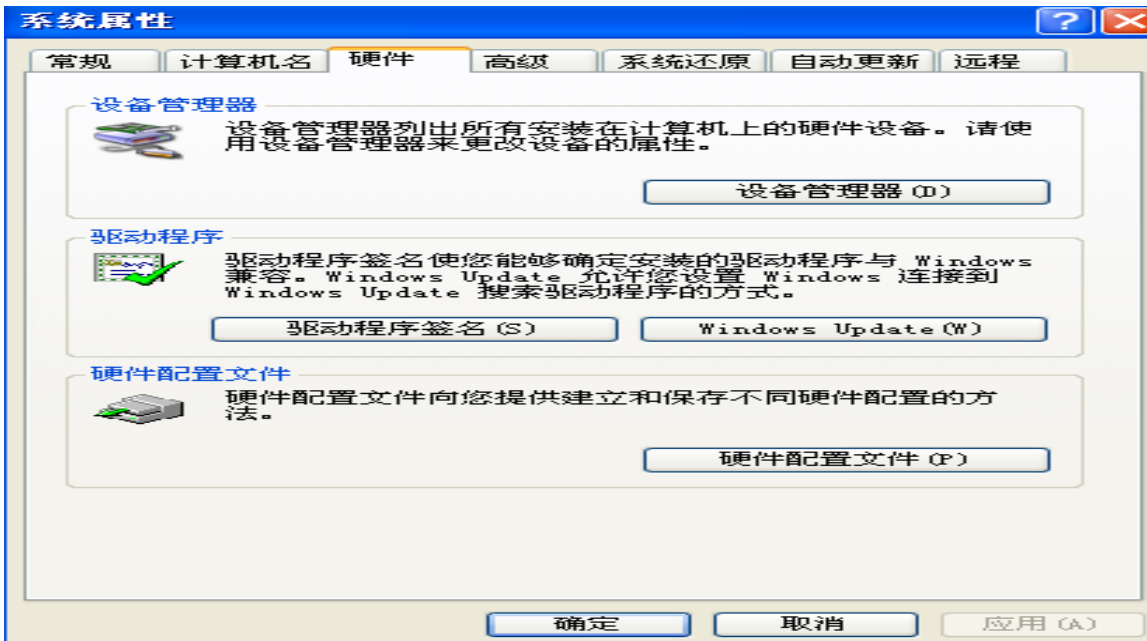 系统属性
常规 计算机名 硬件 高级 系统还原 自动更新 远程
设备管理器
设备管理器列出所有安装在计算机上的硬件设备。请使
用设备管理器来更改设备的属性。
设备管理器(D)
驱动程序
驱动程序签名使您能够确定安装的驱动程序与 Windows
兼容。Windows Update 允许您设置 Windows 连接到
Windows Update 搜索驱动程序的方式。
驱动程序签名(S) Windows Update(W)
硬件配置文件
硬件配置文件向您提供建立和保存不同硬件配置的方
法。
硬件配置文件(P)
确定 取消 应用(A)